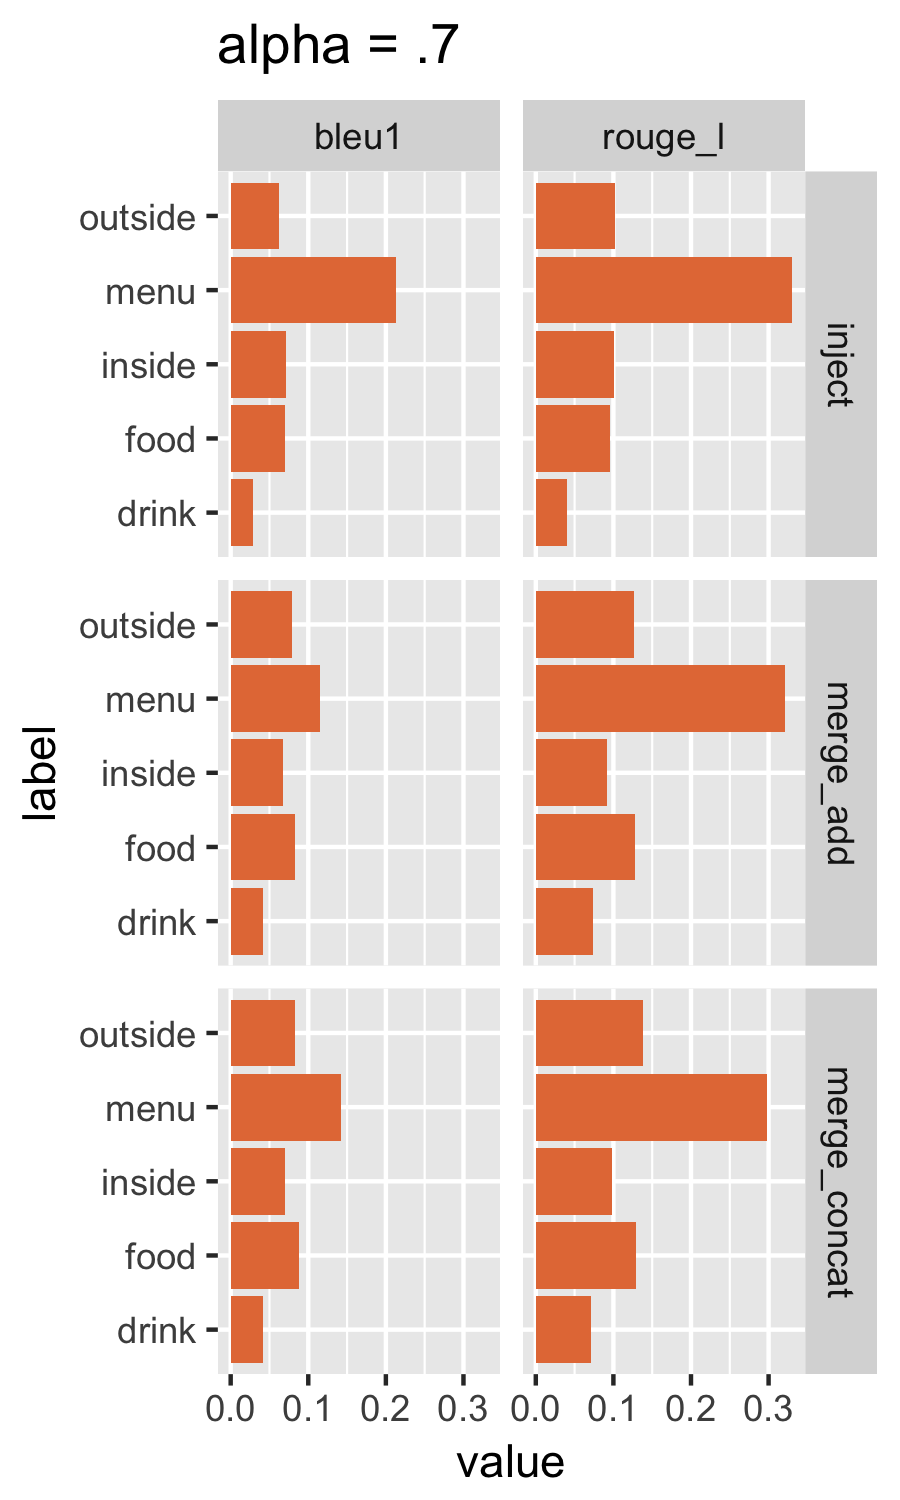 alpha = .7
bleu1
rouge_l
outside
menu
inside
food
drink
inject
outside
menu
inside
food
drink
merge_add
outside
menu
inside
food
drink
merge_concat
label
0.0 0.1 0.2 0.3 0.0 0.1 0.2 0.3
value